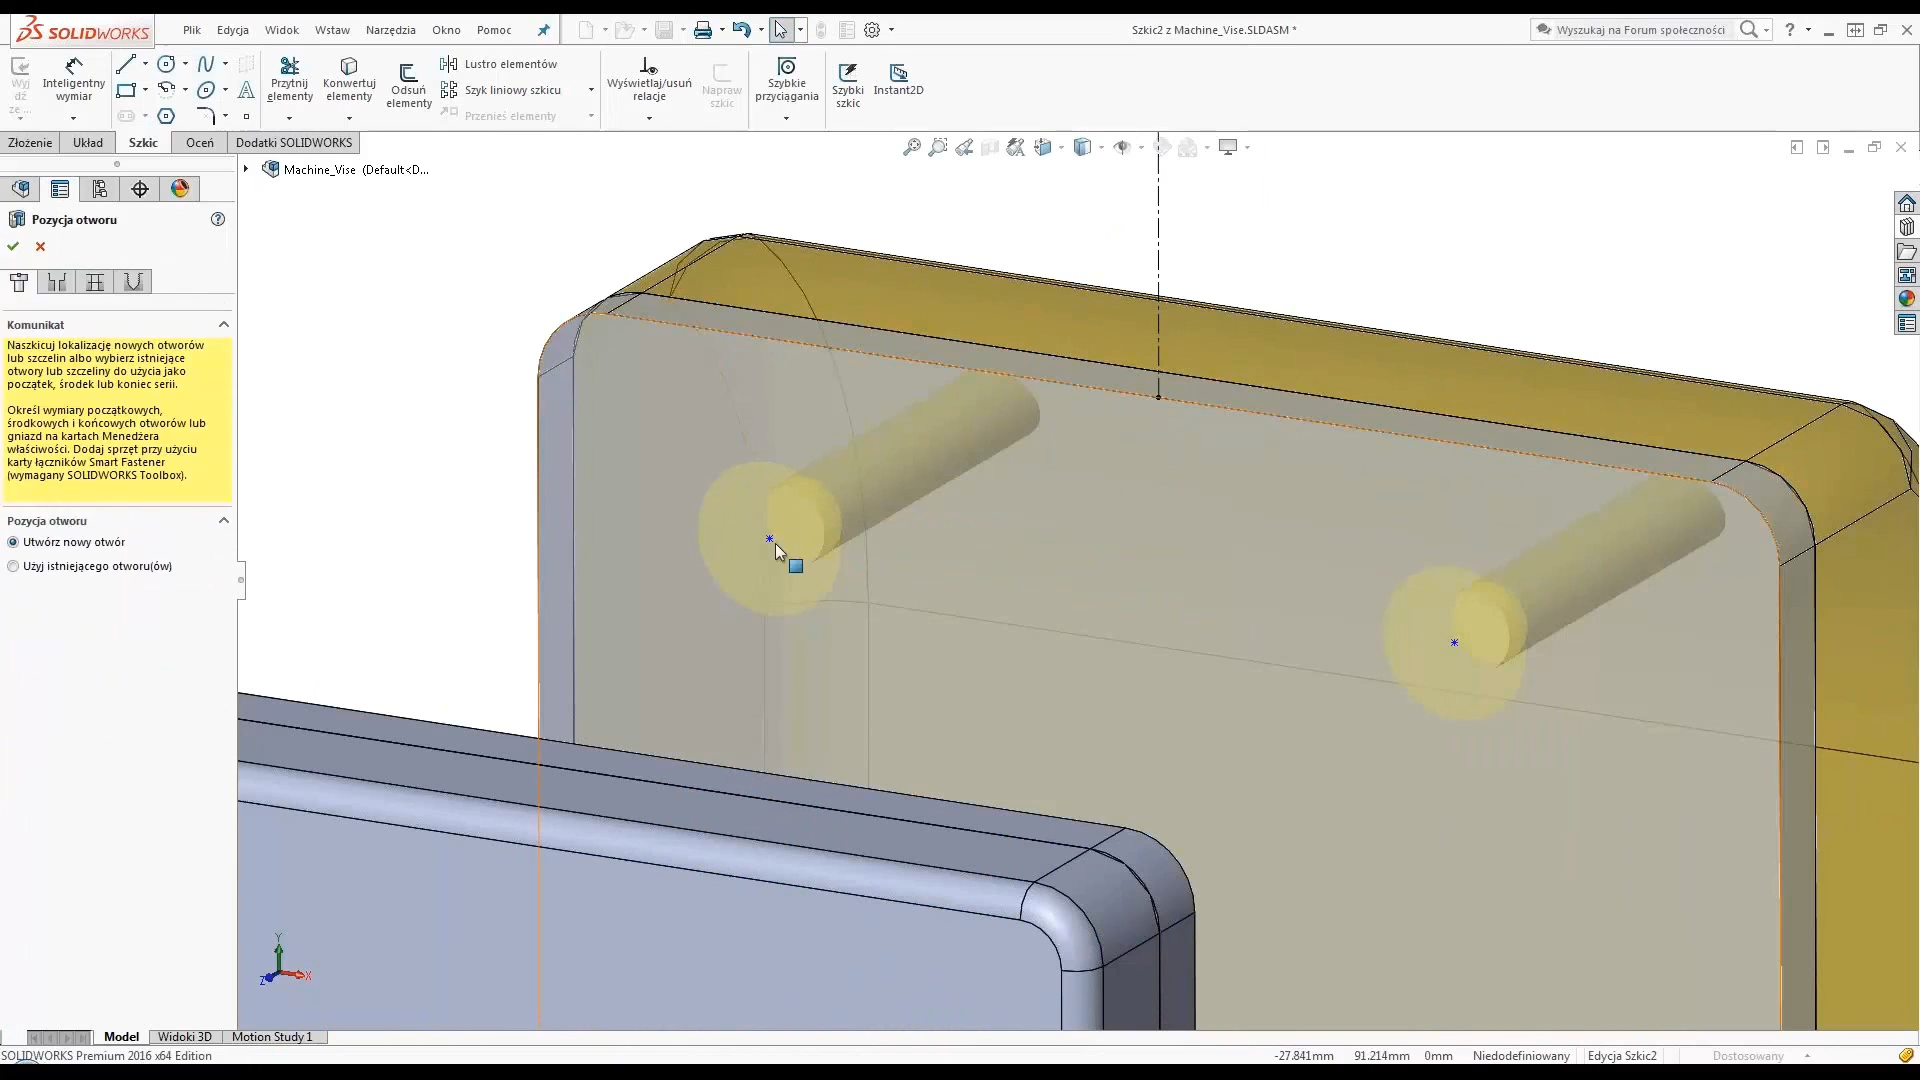 SOLIDWORKS
Plik Edycja Widok Wstaw Narzędzia Okno Pomoc
Szkic2 z Machine_Vise.SLDASM *
Wyszukaj na Forum społeczności
?
Wyj
dź
ze ...
Inteligentny
wymiar
Przytnij
elementy
Konwertuj
elementy
Odsuń
elementy
Lustro elementów
Szyk liniowy szkicu
Przenieś elementy
Wyświetlaj/usuń
relacje
Napraw
szkic
Szybkie
przyciągania
Szybki
szkic
Instant2D
Złożenie Układ Szkic Oceń Dodatki SOLIDWORKS
Machine_Vise (Default<D...
Pozycja otworu
?
Komunikat
Naszkicuj lokalizację nowych otworów
lub szczelin albo wybierz istniejące
otwory lub szczeliny do użycia jako
początek, środek lub koniec serii.
Określ wymiary początkowych,
środkowych i końcowych otworów lub
gniazd na kartach Menedżera
właściwości. Dodaj sprzęt przy użyciu
karty łączników Smart Fastener
(wymagany SOLIDWORKS Toolbox).
Pozycja otworu
Utwórz nowy otwór
Użyj istniejącego otworu(ów)
Y
X
Z
Model Widoki 3D Motion Study 1
SOLIDWORKS Premium 2016 x64 Edition
-27.841mm 91.214mm 0mm Niedodefiniowany Edycja Szkic2 Dostosowany